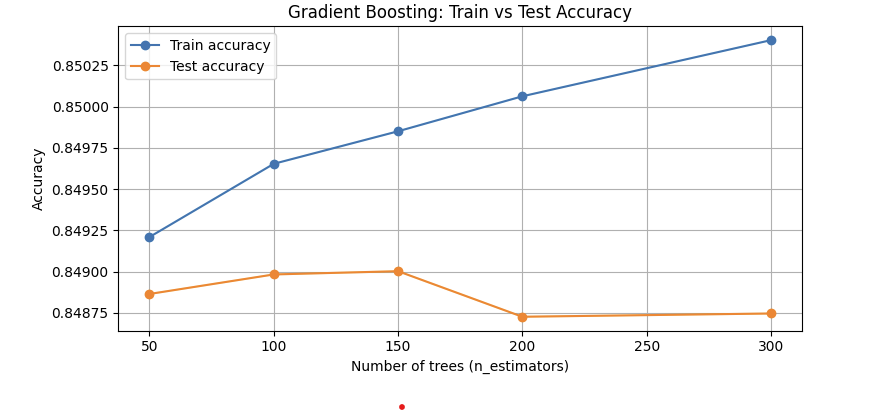 Gradient Boosting: Train vs Test Accuracy
Train accuracy
Test accuracy
0.85025
0.85000
0.84975
0.84950
0.84925
0.84900
0.84875
Accuracy
50 100 150 200 250 300
Number of trees (n_estimators)